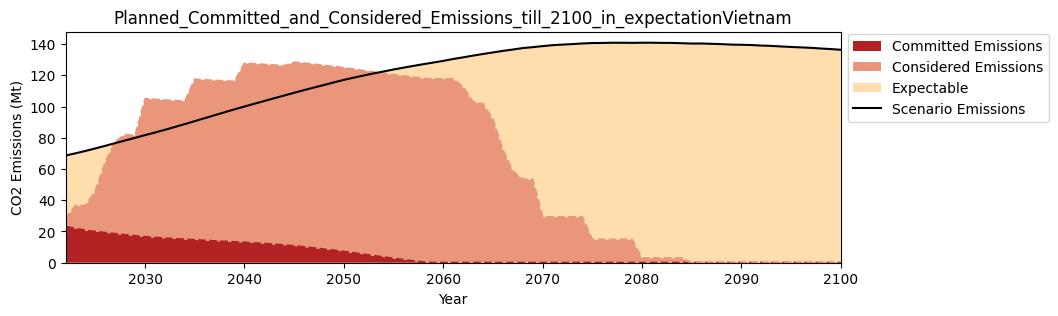 Planned_Committed_and_Considered_Emissions_till_2100_in_expectationVietnam
CO2 Emissions (Mt)
140
120
100
80
60
40
20
0
2030 2040 2050 2060 2070 2080 2090 2100
Year
Committed Emissions
Considered Emissions
Expectable
Scenario Emissions